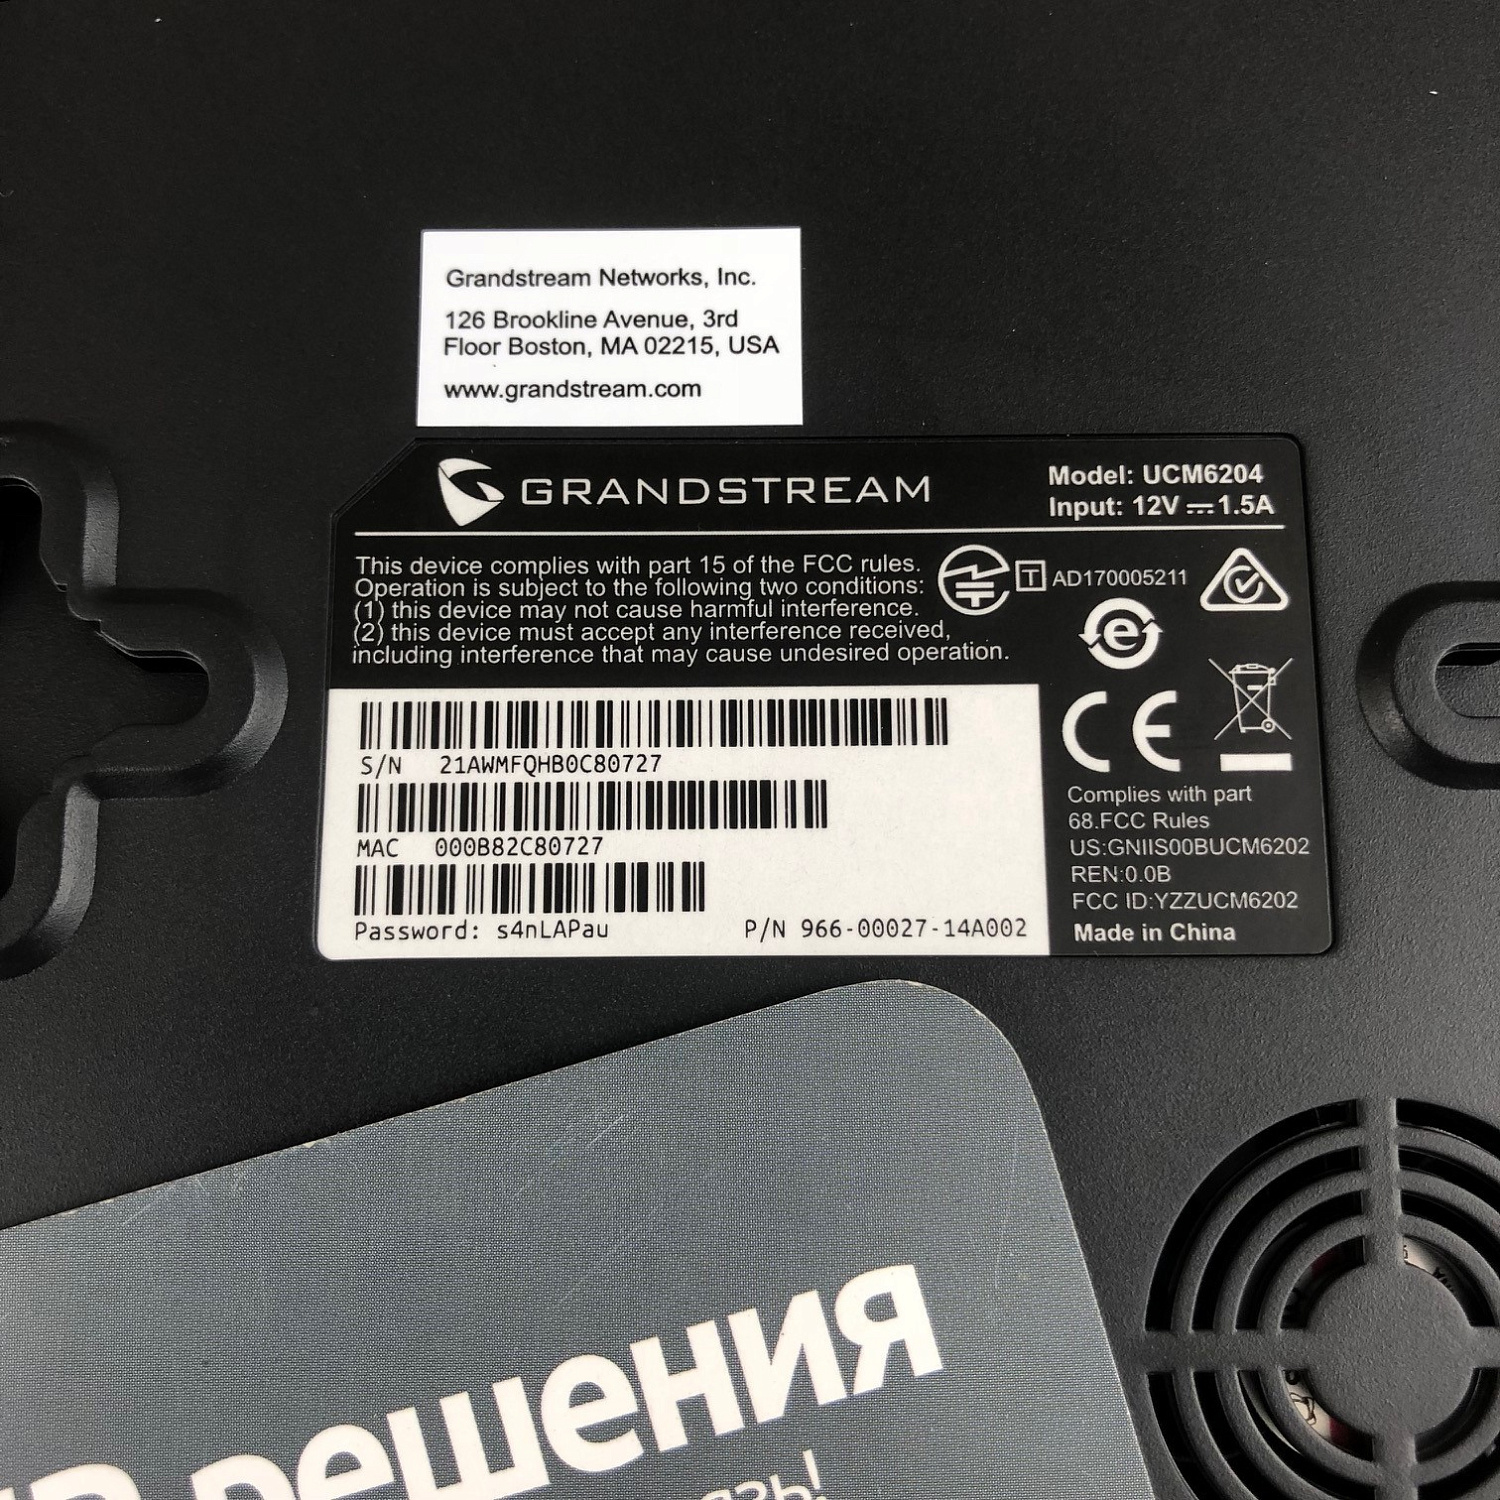 Grandstream Networks, Inc.
126 Brookline Avenue, 3rd
Floor Boston, MA 02215, USA
www.grandstream.com
GRANDSTREAM
Model: UCM6204
Input: 12V ⎓ 1.5A
This device complies with part 15 of the FCC rules.
Operation is subject to the following two conditions:
(1) this device may not cause harmful interference.
(2) this device must accept any interference received,
including interference that may cause undesired operation.
T AD170005211
e
CE
S/N 21AWMFQHB0C80727
MAC 000B82C80727
Password: s4nLAPau
P/N 966-00027-14A002
Complies with part
68.FCC Rules
US:GNIIS00BUCM6202
REN:0.0B
FCC ID:YZZUCM6202
Made in China
решения